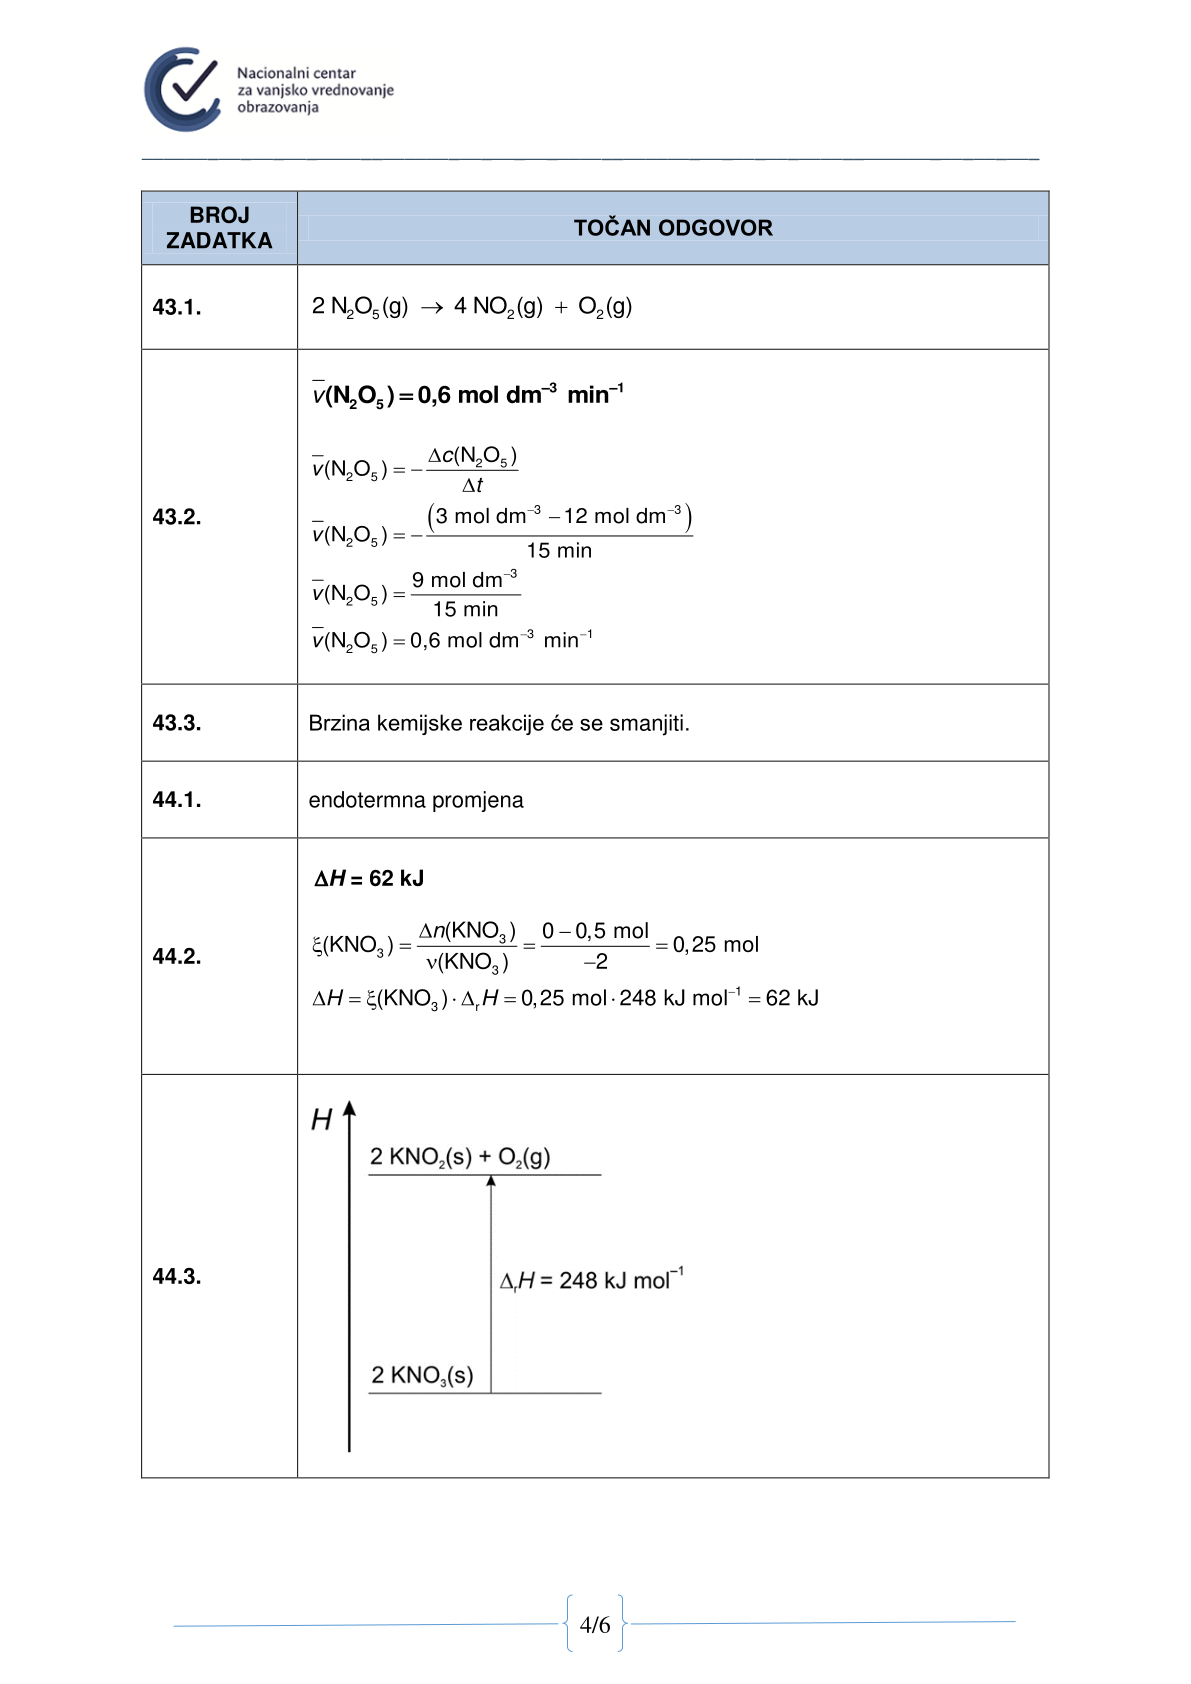 Nacionalni centar
za vanjsko vrednovanje
obrazovanja
BROJ ZADATKA
TOČAN ODGOVOR
43.1.
2 N₂O₅(g) → 4 NO₂(g) + O₂(g)
43.2.
v̅(N₂O₅) = 0,6 mol dm⁻³ min⁻¹
v̅(N₂O₅) = − Δc(N₂O₅) / Δt
v̅(N₂O₅) = − (3 mol dm⁻³ − 12 mol dm⁻³) / 15 min
v̅(N₂O₅) = 9 mol dm⁻³ / 15 min
v̅(N₂O₅) = 0,6 mol dm⁻³ min⁻¹
43.3.
Brzina kemijske reakcije će se smanjiti.
44.1.
endotermna promjena
44.2.
ΔH = 62 kJ
ξ(KNO₃) = Δn(KNO₃) / ν(KNO₃) = 0 − 0,5 mol / −2 = 0,25 mol
ΔH = ξ(KNO₃) · ΔᵣH = 0,25 mol · 248 kJ mol⁻¹ = 62 kJ
44.3.
H
2 KNO₂(s) + O₂(g)
ΔᵣH = 248 kJ mol⁻¹
2 KNO₃(s)
4/6